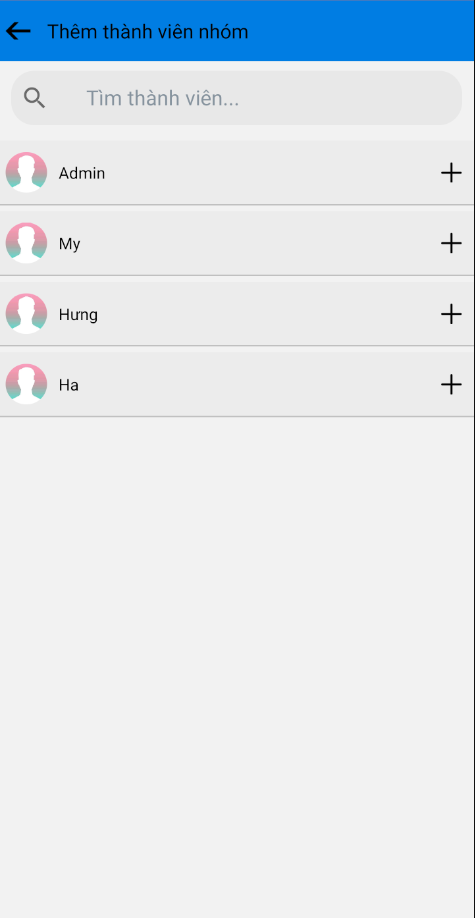 Thêm thành viên nhóm
Tìm thành viên...
Admin
My
Hưng
Ha